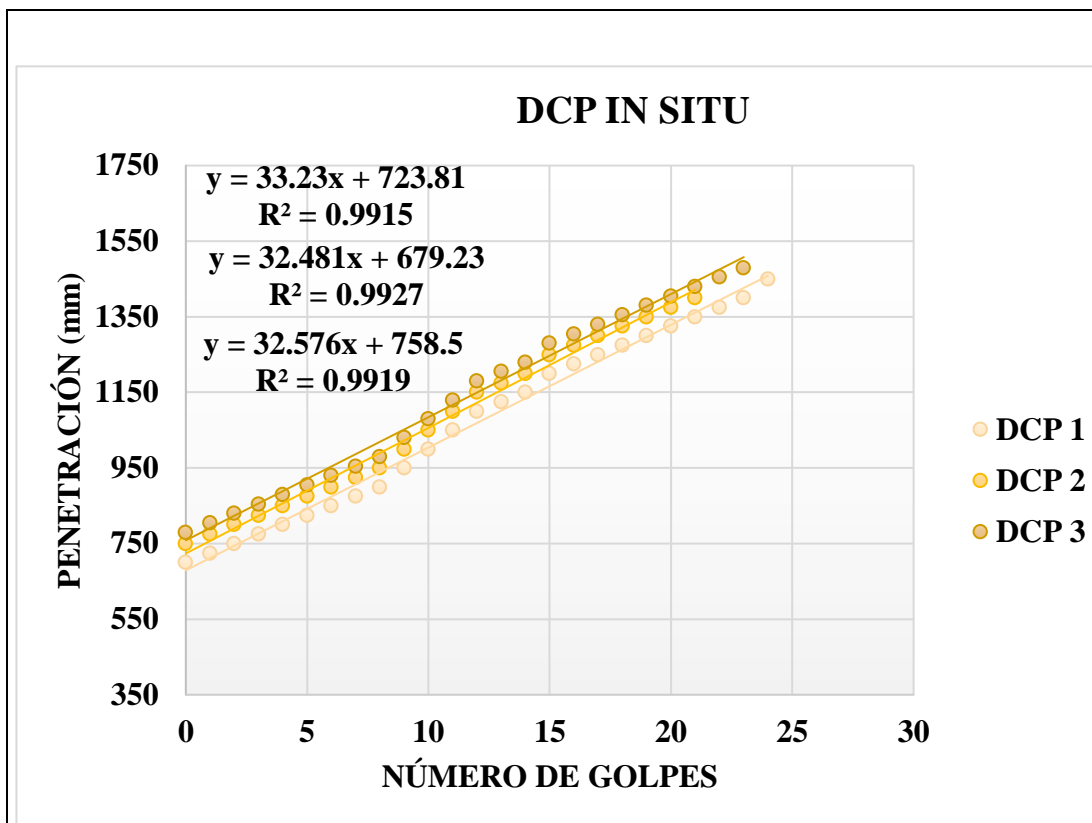 DCP IN SITU
y = 33.23x + 723.81
R² = 0.9915
y = 32.481x + 679.23
R² = 0.9927
y = 32.576x + 758.5
R² = 0.9919
1750
1550
1350
1150
950
750
550
350
PENETRACIÓN (mm)
0 5 10 15 20 25 30
NÚMERO DE GOLPES
DCP 1
DCP 2
DCP 3